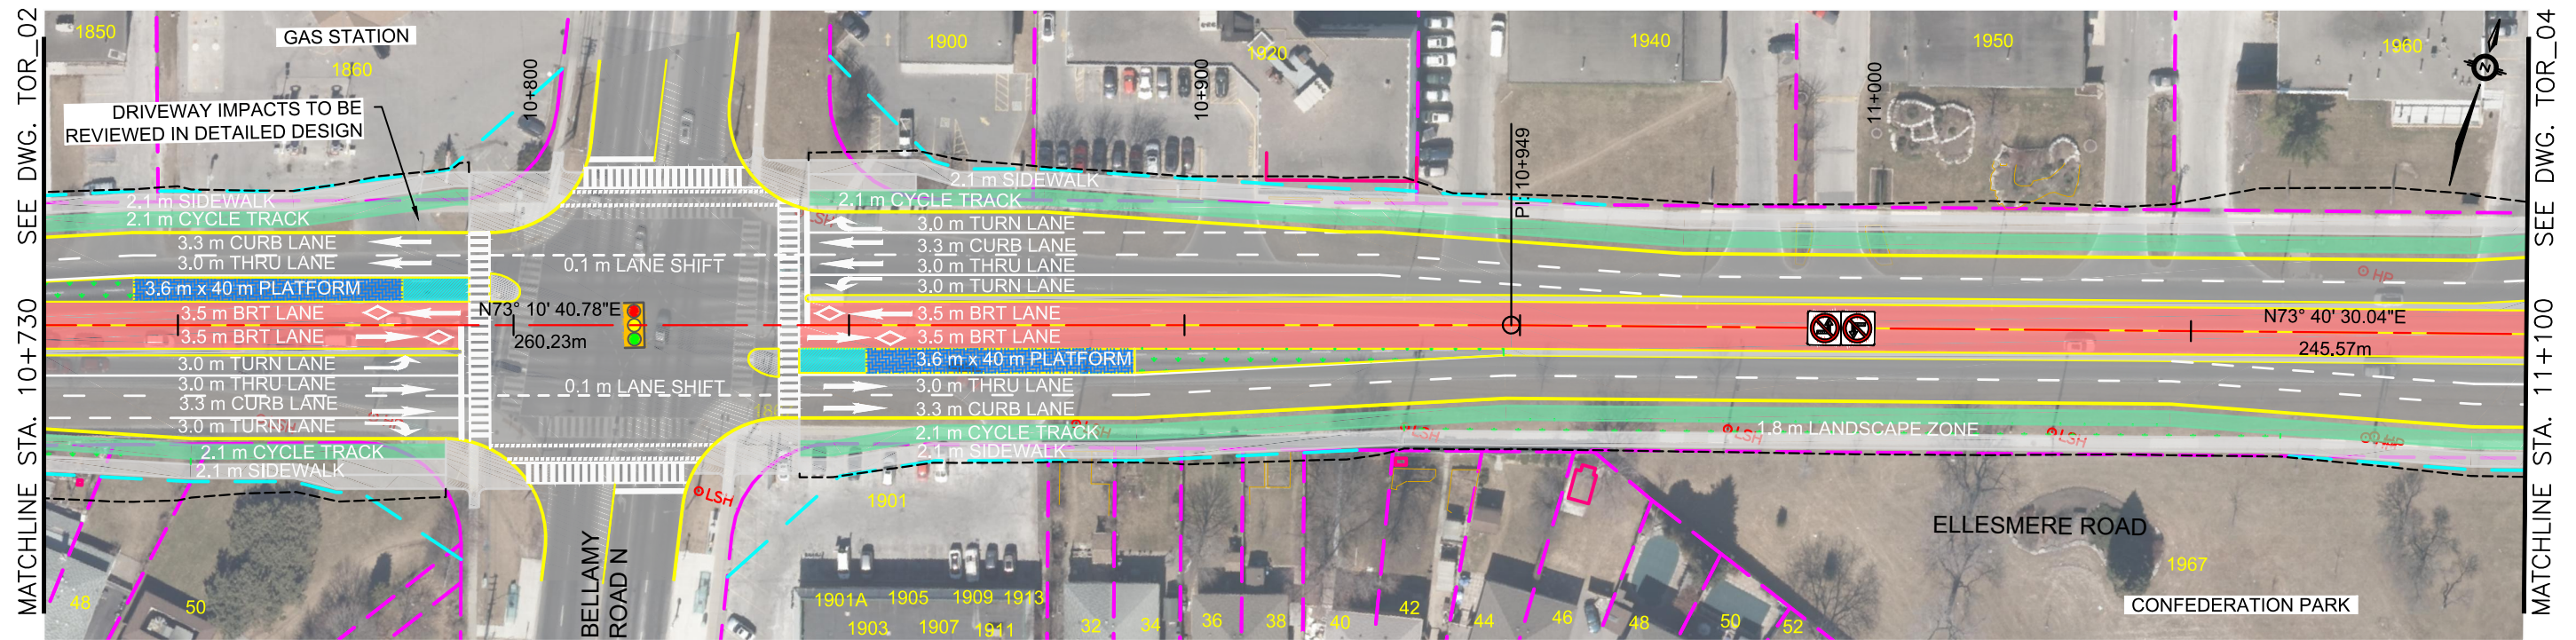 MATCHLINE STA. 10+730 SEE DWG. TOR_02
1850
GAS STATION
1860
DRIVEWAY IMPACTS TO BE
REVIEWED IN DETAILED DESIGN
10+800
1900
1920
10+900
1940
11+000
1950
1960
N
PI: 10+949
2.1 m SIDEWALK
2.1 m CYCLE TRACK
3.3 m CURB LANE
3.0 m THRU LANE
3.6 m x 40 m PLATFORM
3.5 m BRT LANE
3.5 m BRT LANE
3.0 m TURN LANE
3.0 m THRU LANE
3.3 m CURB LANE
3.0 m TURN LANE
2.1 m CYCLE TRACK
2.1 m SIDEWALK
0.1 m LANE SHIFT
N73° 10' 40.78"E
260.23m
0.1 m LANE SHIFT
2.1 m SIDEWALK
2.1 m CYCLE TRACK
3.0 m TURN LANE
3.3 m CURB LANE
3.0 m THRU LANE
3.0 m TURN LANE
3.5 m BRT LANE
3.5 m BRT LANE
3.6 m x 40 m PLATFORM
3.0 m THRU LANE
3.3 m CURB LANE
2.1 m CYCLE TRACK
2.1 m SIDEWALK
HP
N73° 40' 30.04"E
245.57m
LSH
LSH
LSH
1.8 m LANDSCAPE ZONE
LSH
HP
LSH
1901
ELLESMERE ROAD
1967
CONFEDERATION PARK
BELLAMY
ROAD N
48
50
1901A
1905
1909
1913
1903
1907
1911
32
34
36
38
40
42
44
46
48
50
52
MATCHLINE STA. 11+100 SEE DWG. TOR_04